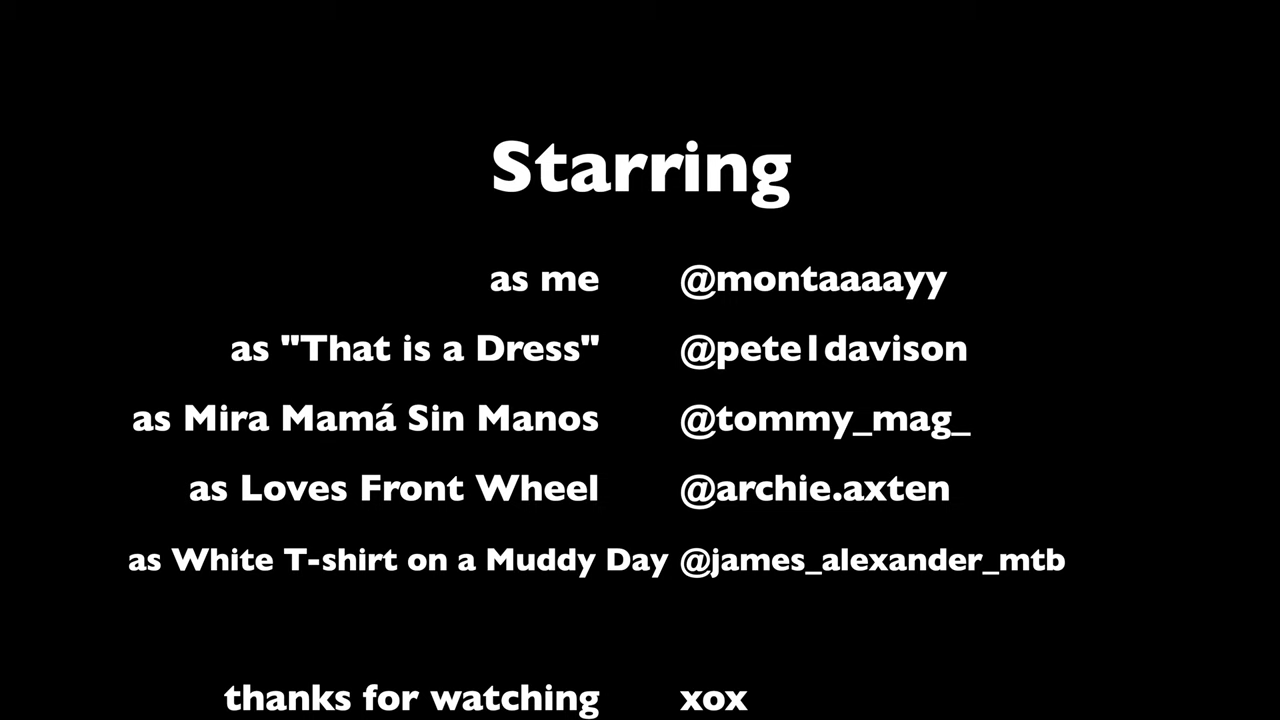 Starring
as me @montaaaayy
as "That is a Dress" @pete1davison
as Mira Mamá Sin Manos @tommy_mag_
as Loves Front Wheel @archie.axten
as White T-shirt on a Muddy Day @james_alexander_mtb
thanks for watching xox